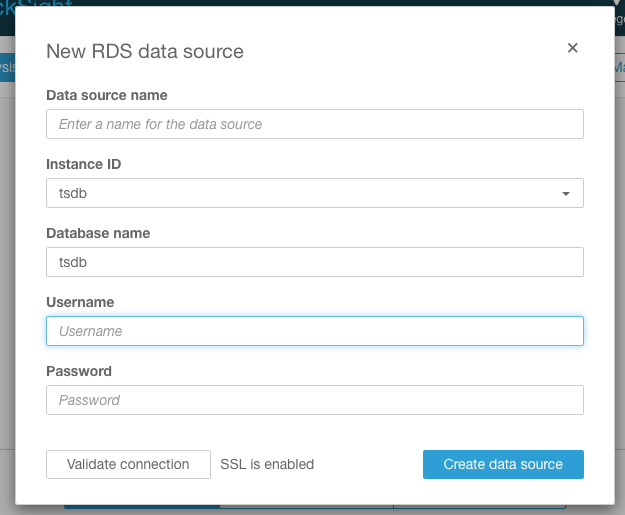 New RDS data source
Data source name
Enter a name for the data source
Instance ID
tsdb
Database name
tsdb
Username
Username
Password
Password
Validate connection SSL is enabled Create data source